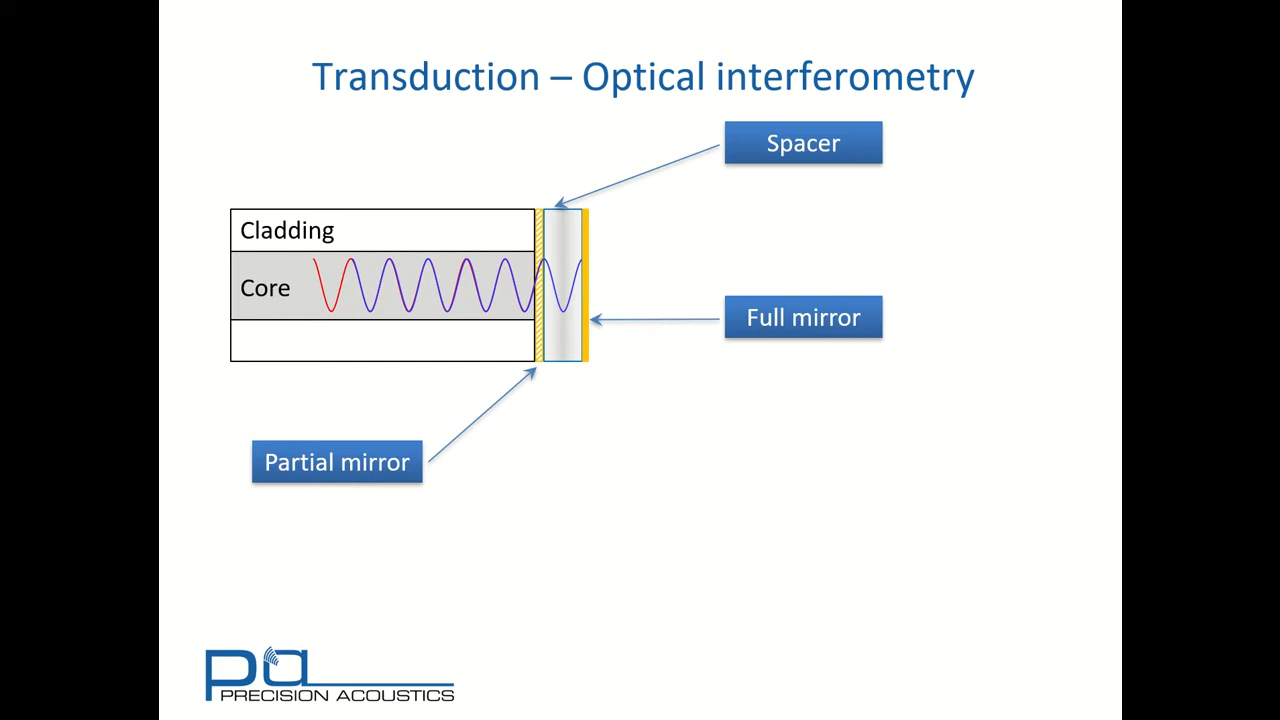 Transduction – Optical interferometry
Spacer
Cladding
Core
Full mirror
Partial mirror
pa
PRECISION ACOUSTICS